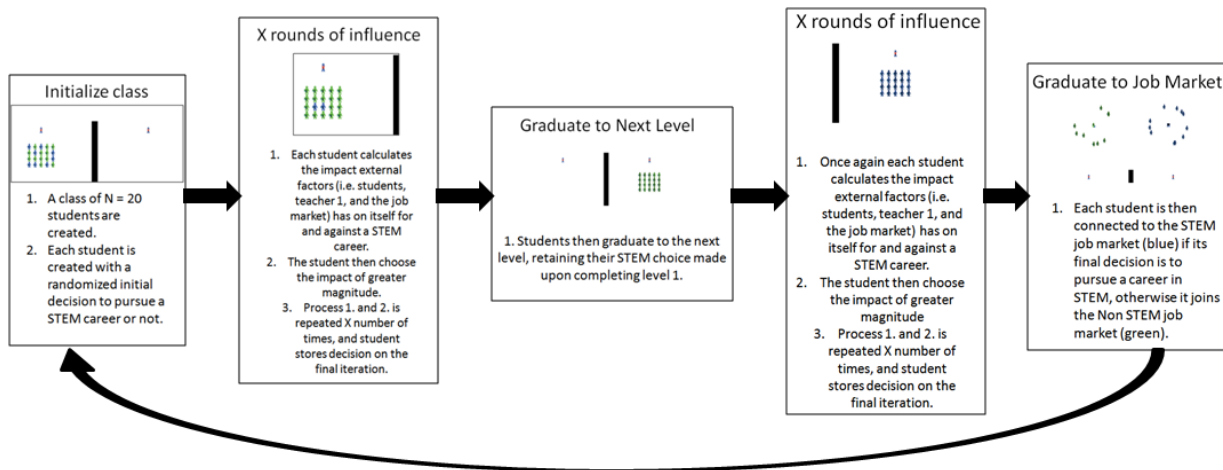 Initialize class
1. A class of N = 20
students are
created.
2. Each student is
created with a
randomized initial
decision to pursue a
STEM career or not.
X rounds of influence
1. Each student calculates
the impact external
factors (i.e. students,
teacher 1, and the job
market) has on itself for
and against a STEM
career.
2. The student then choose
the impact of greater
magnitude.
3. Process 1. and 2. is
repeated X number of
times, and student
stores decision on the
final iteration.
Graduate to Next Level
1. Students then graduate to the next
level, retaining their STEM choice made
upon completing level 1.
X rounds of influence
1. Once again each student
calculates the impact
external factors (i.e.
students, teacher 1, and
the job market) has on
itself for and against a
STEM career.
2. The student then choose
the impact of greater
magnitude
3. Process 1. and 2. is
repeated X number of
times, and student
stores decision on the
final iteration.
Graduate to Job Market
1. Each student is then
connected to the STEM
job market (blue) if its
final decision is to
pursue a career in
STEM, otherwise it joins
the Non STEM job
market (green).